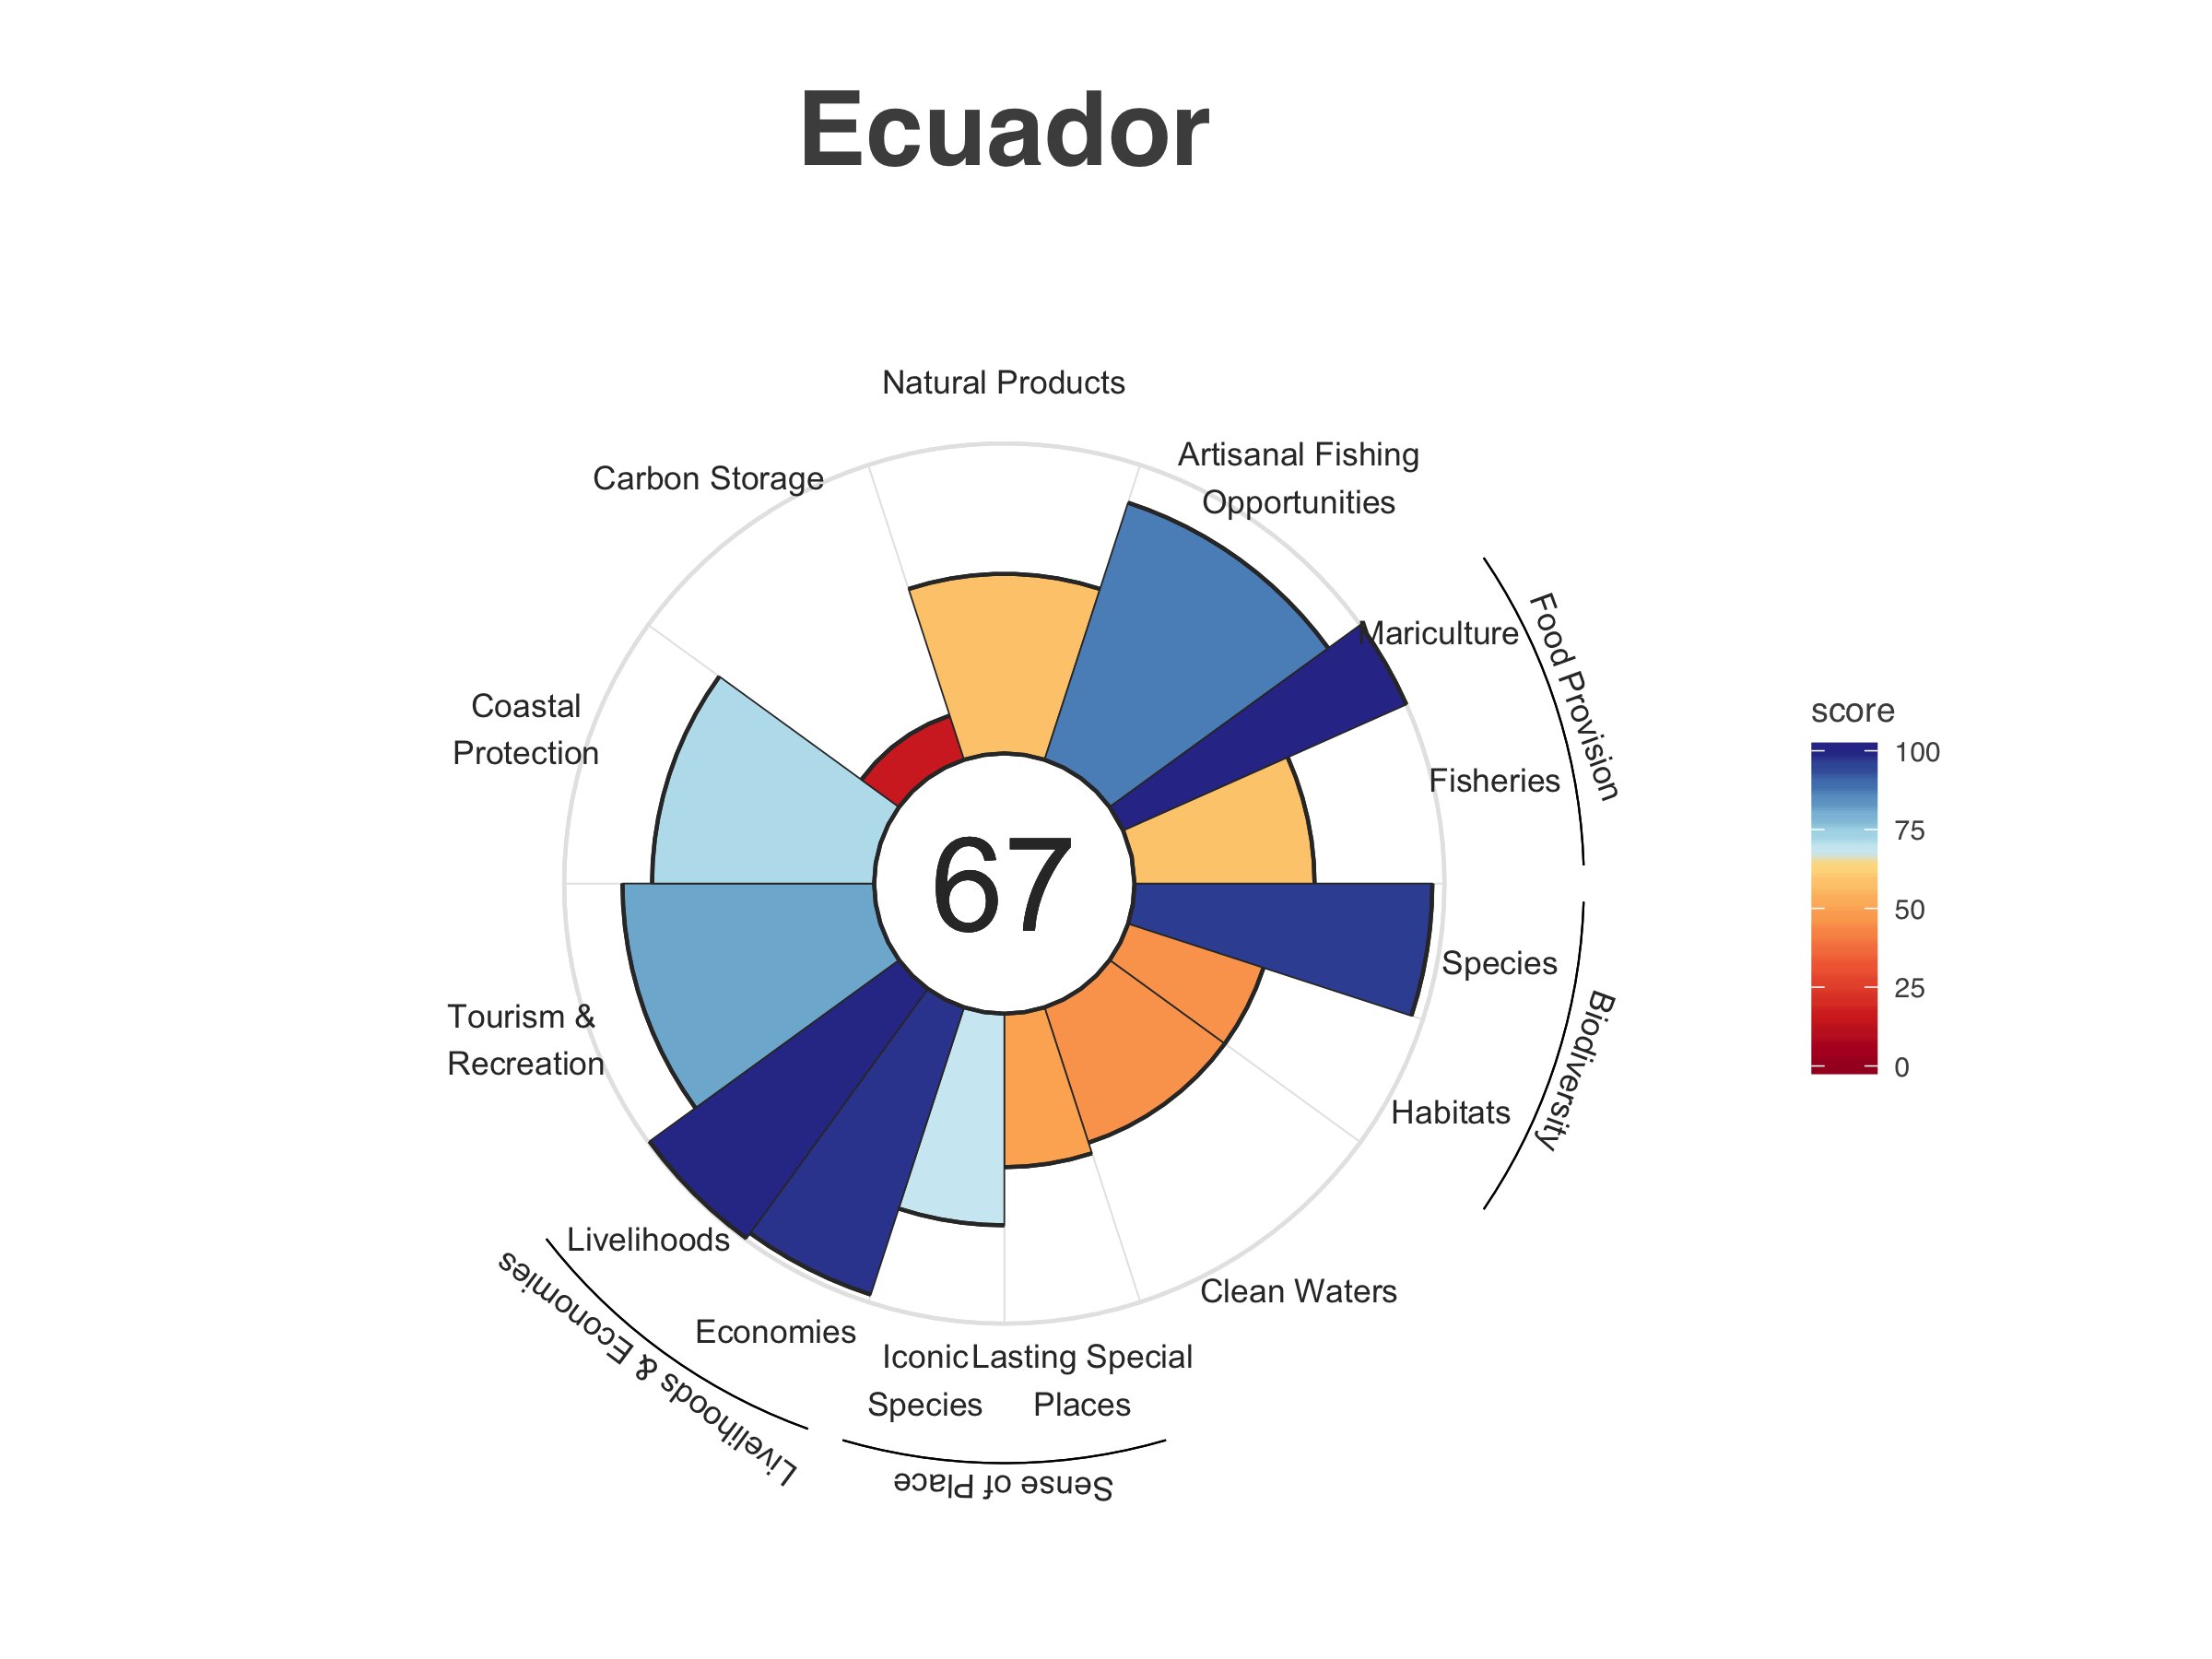 Ecuador
Natural Products
Artisanal Fishing
Opportunities
Carbon Storage
Mariculture
Food Provision
Coastal
Protection
Fisheries
score
100
75
50
25
0
67
Species
Biodiversity
Tourism &
Recreation
Habitats
Livelihoods
Clean Waters
Economies
Livelihoods & Economies
Iconic
Species
Lasting Special
Places
Sense of Place